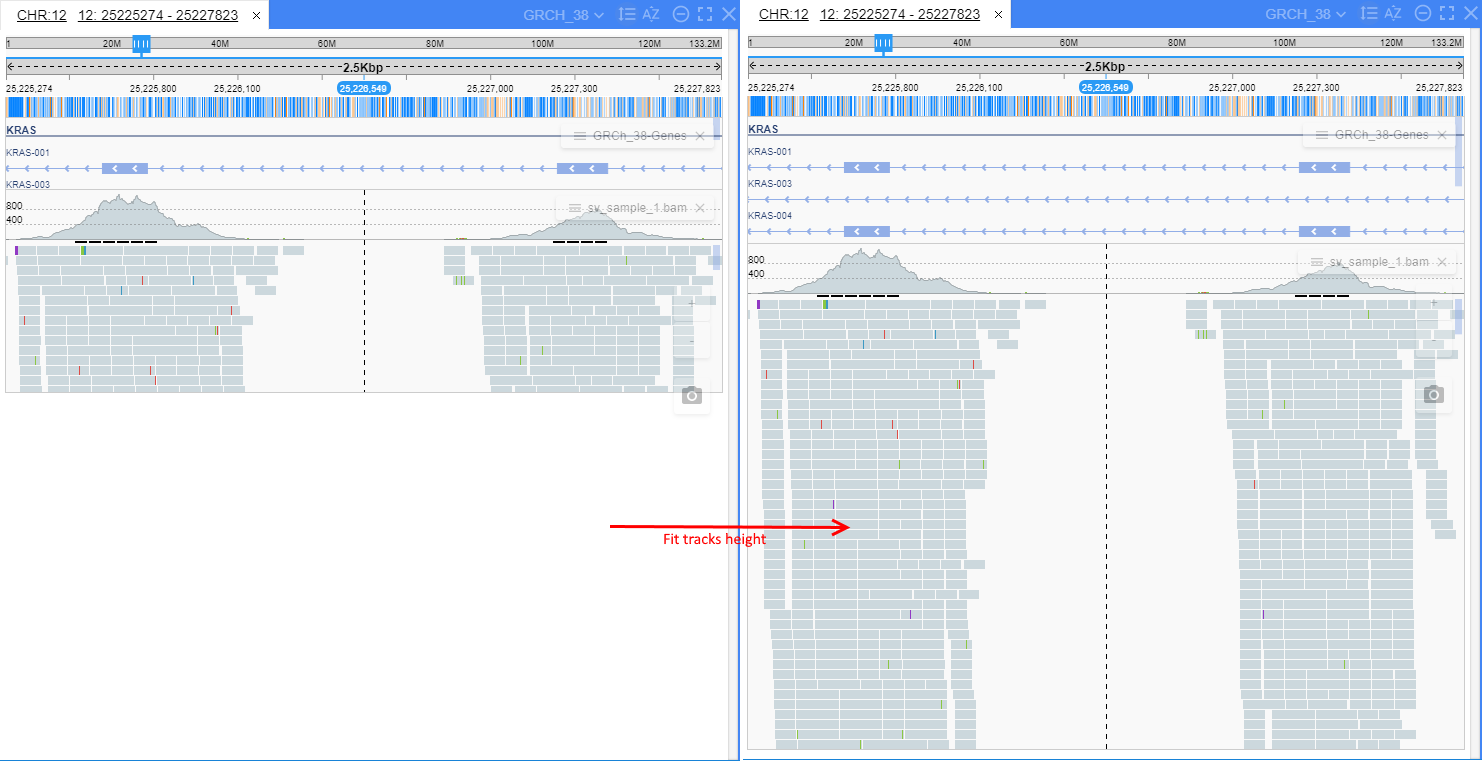 CHR:12 12: 25225274 - 25227823 × GRCH_38 AZ
1 20M 40M 60M 80M 100M 120M 133.2M
2.5Kbp
25,225,274 25,225,800 25,226,100 25,226,549 25,227,000 25,227,300 25,227,823
KRAS
GRCh_38-Genes ×
KRAS-001
KRAS-003
800
sv_sample_1.bam ×
400
+
-
CHR:12 12: 25225274 - 25227823 × GRCH_38 AZ
1 20M 40M 60M 80M 100M 120M 133.2M
2.5Kbp
25,225,274 25,225,800 25,226,100 25,226,549 25,227,000 25,227,300 25,227,823
KRAS
GRCh_38-Genes ×
KRAS-001
KRAS-003
KRAS-004
800
sv_sample_1.bam ×
400
+
-
Fit tracks height